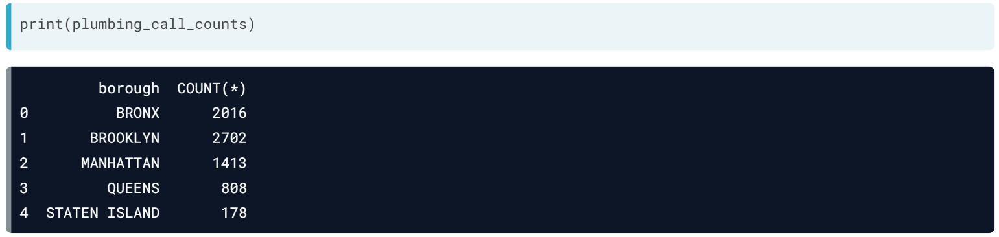 print(plumbing_call_counts)
borough  COUNT(*)
0          BRONX      2016
1       BROOKLYN      2702
2      MANHATTAN      1413
3         QUEENS       808
4  STATEN ISLAND       178